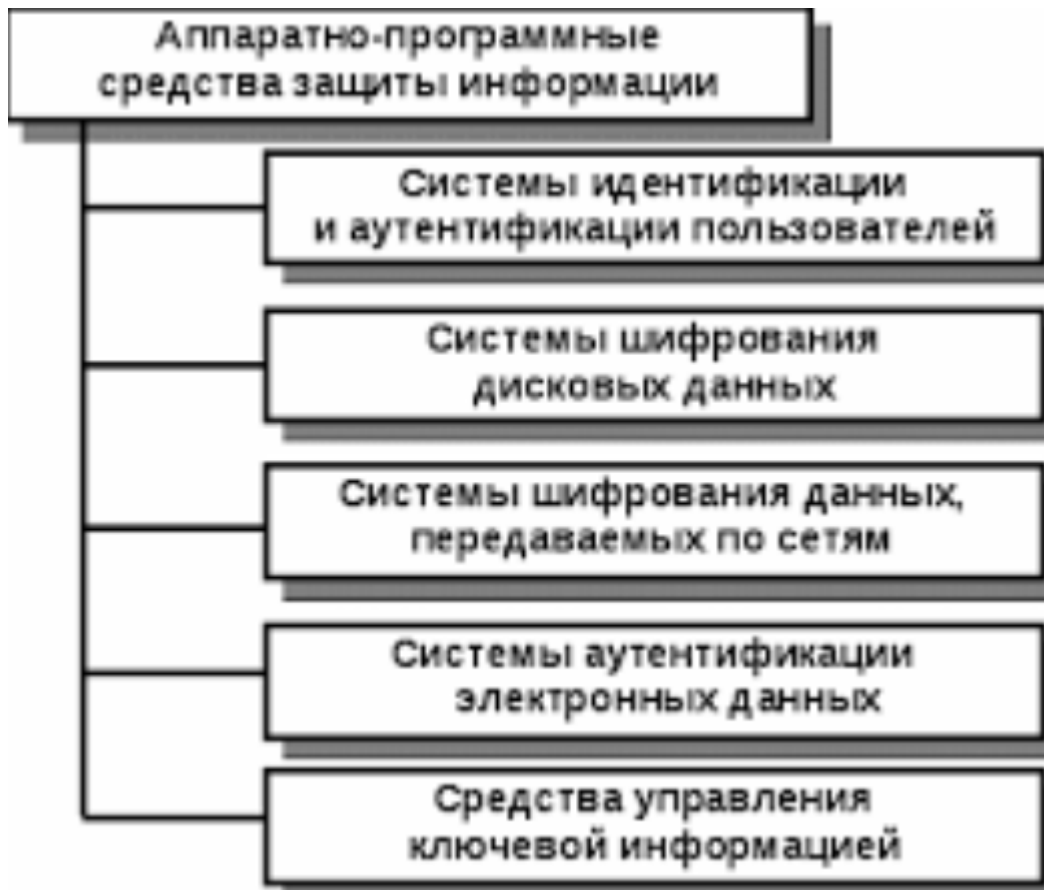 Аппаратно-программные
средства защиты информации
Системы идентификации
и аутентификации пользователей
Системы шифрования
дисковых данных
Системы шифрования данных,
передаваемых по сетям
Системы аутентификации
электронных данных
Средства управления
ключевой информацией